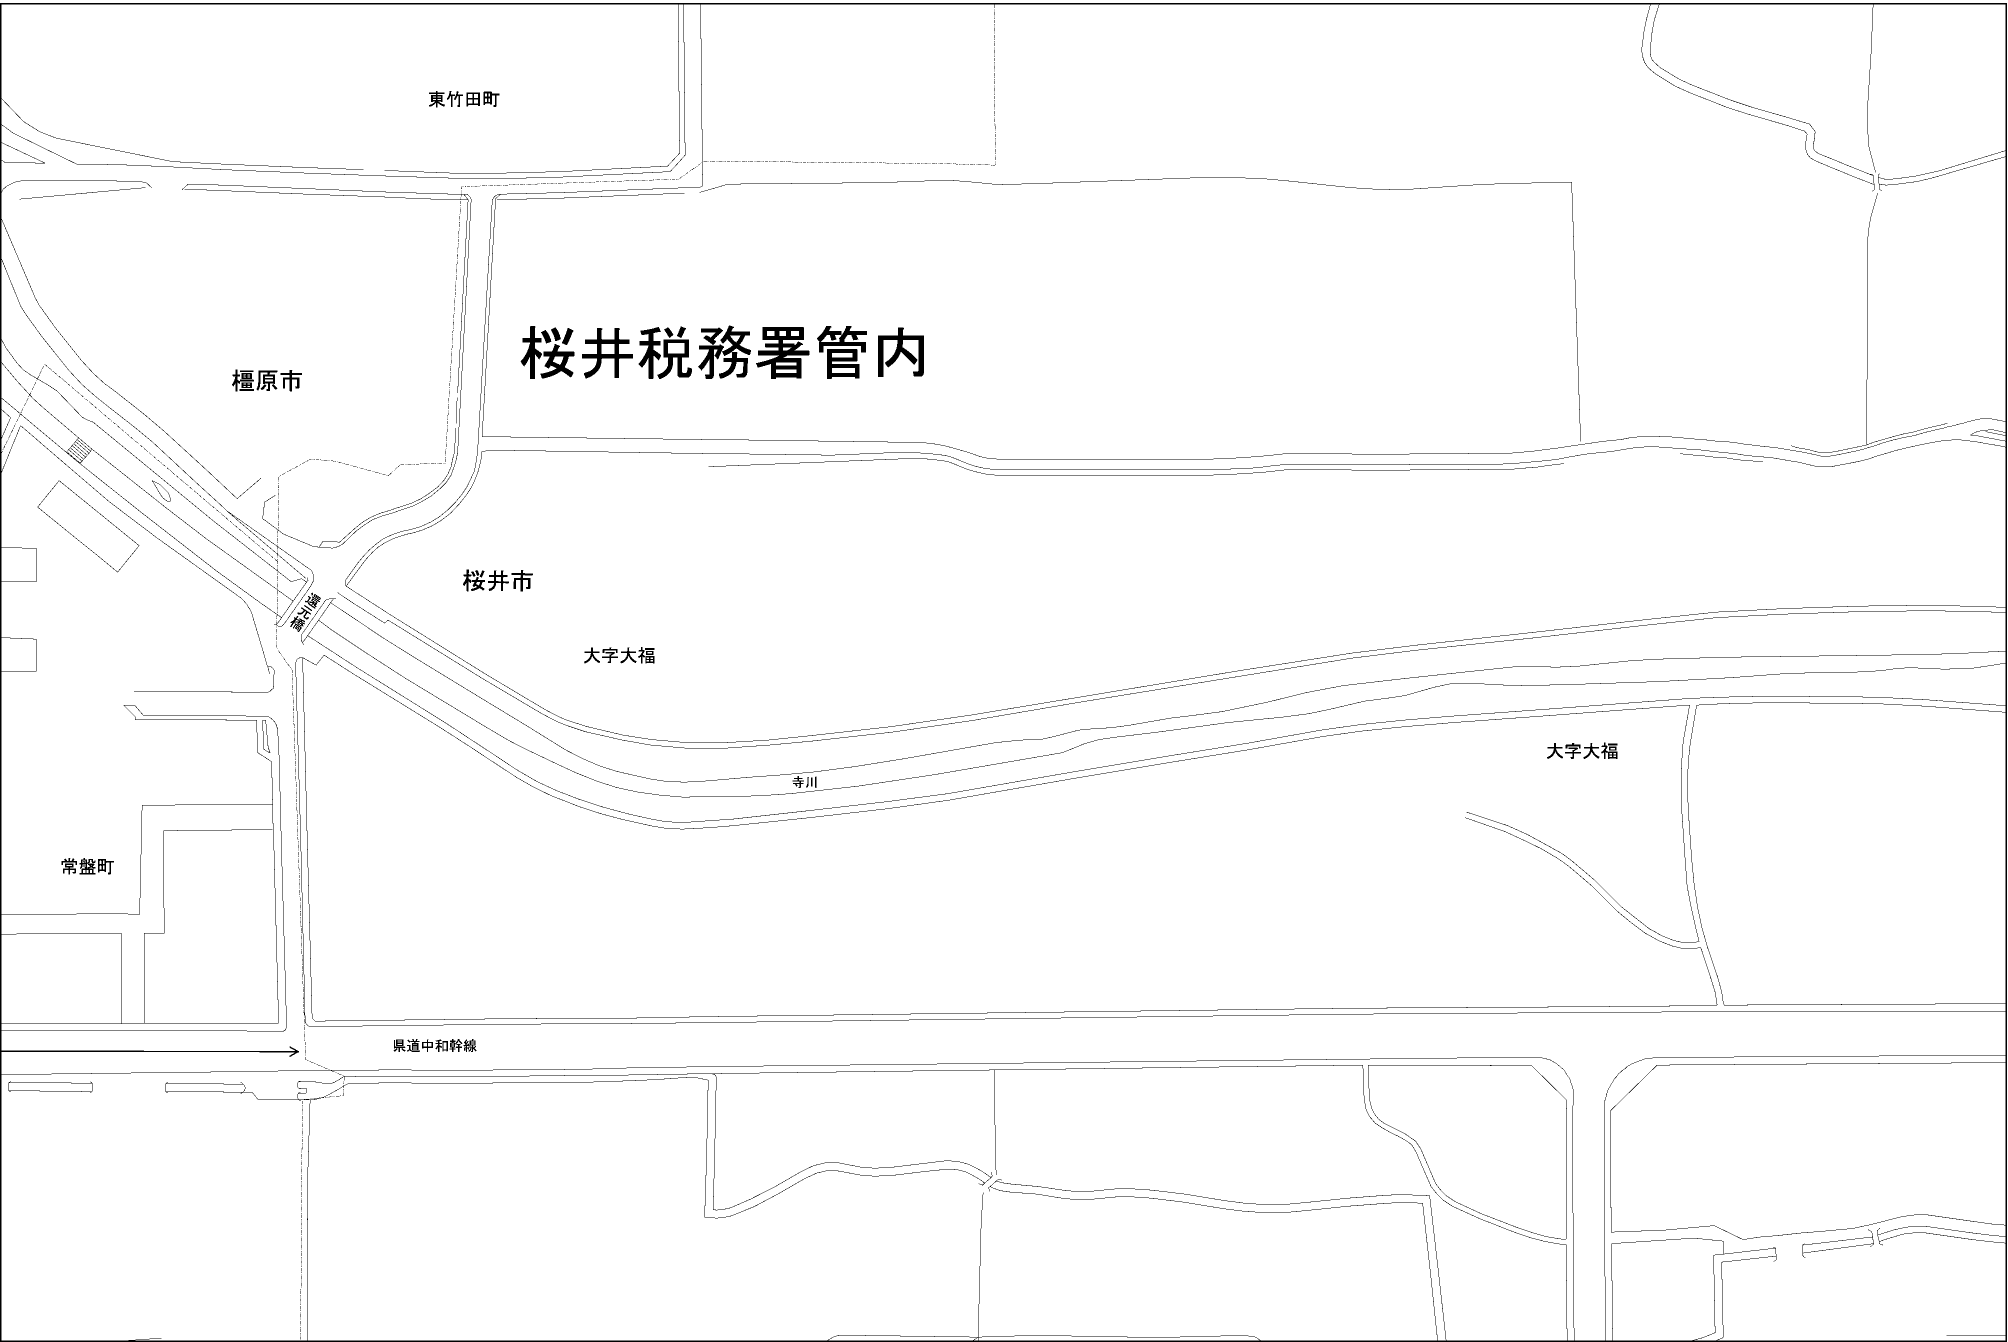 東竹田町
桜井税務署管内
橿原市
桜井市
還元橋
大字大福
大字大福
寺川
常盤町
県道中和幹線